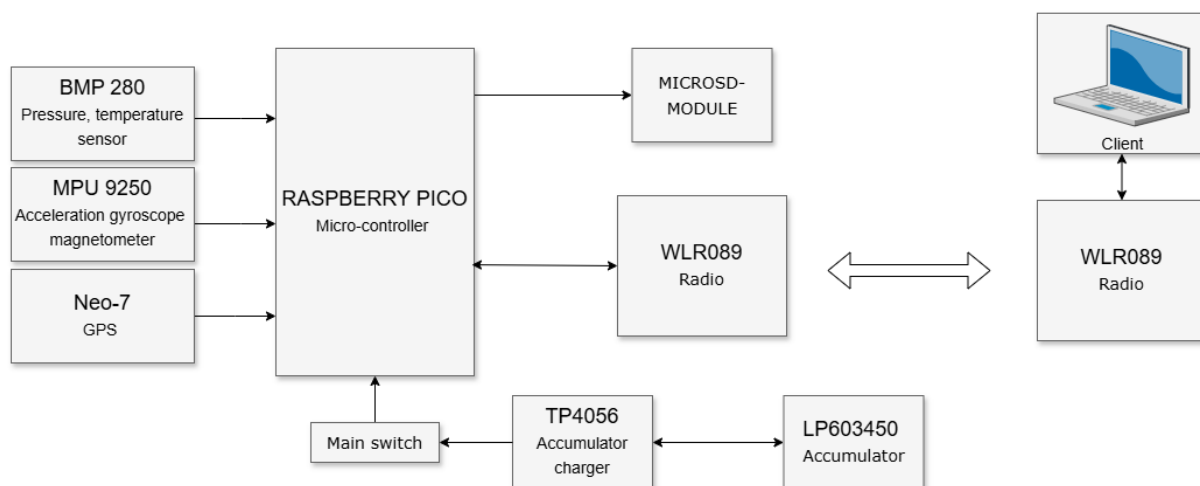 BMP 280
Pressure, temperature
sensor
MPU 9250
Acceleration gyroscope
magnetometer
Neo-7
GPS
RASPBERRY PICO
Micro-controller
MICROSD-
MODULE
WLR089
Radio
Client
WLR089
Radio
Main switch
TP4056
Accumulator
charger
LP603450
Accumulator